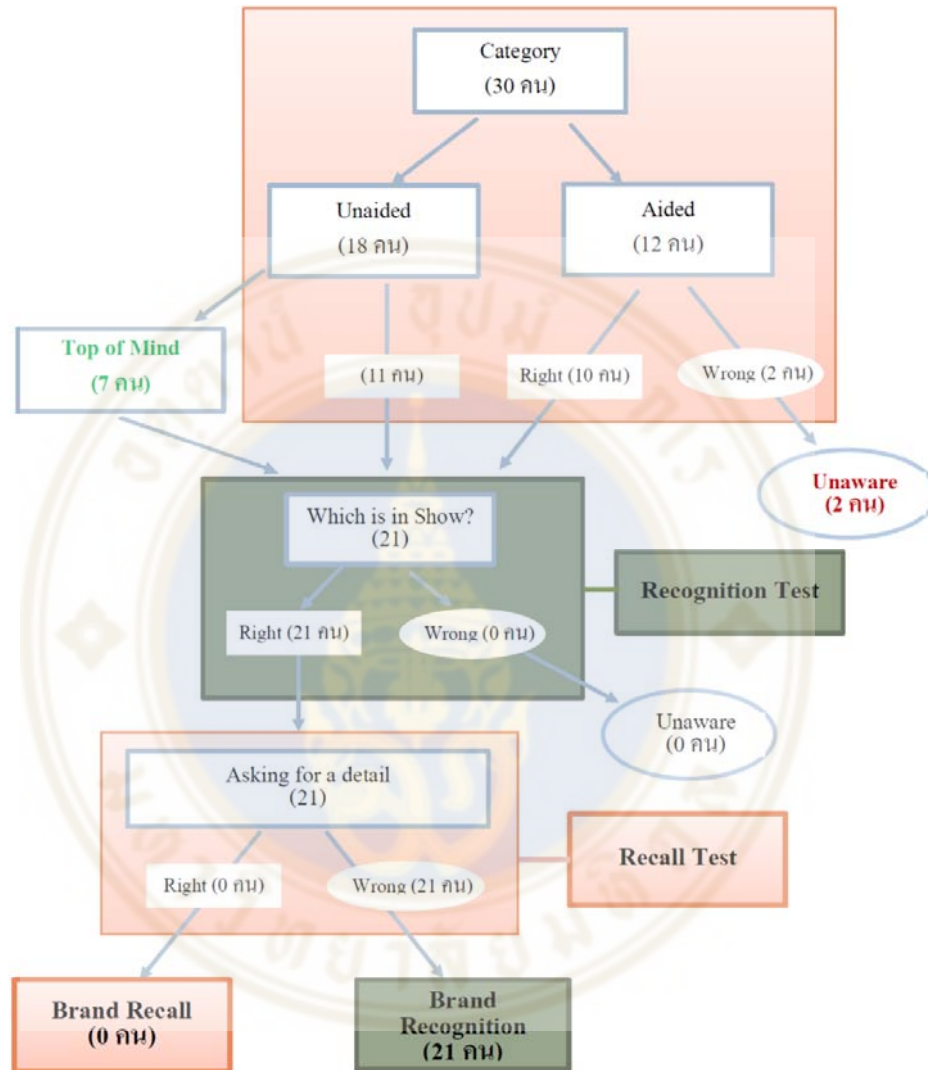 Category
(30 คน)
Unaided
(18 คน)
Aided
(12 คน)
Top of Mind
(7 คน)
(11 คน)
Right (10 คน)
Wrong (2 คน)
Unaware
(2 คน)
Which is in Show?
(21)
Recognition Test
Right (21 คน)
Wrong (0 คน)
Unaware
(0 คน)
Asking for a detail
(21)
Recall Test
Right (0 คน)
Wrong (21 คน)
Brand Recall
(0 คน)
Brand
Recognition
(21 คน)